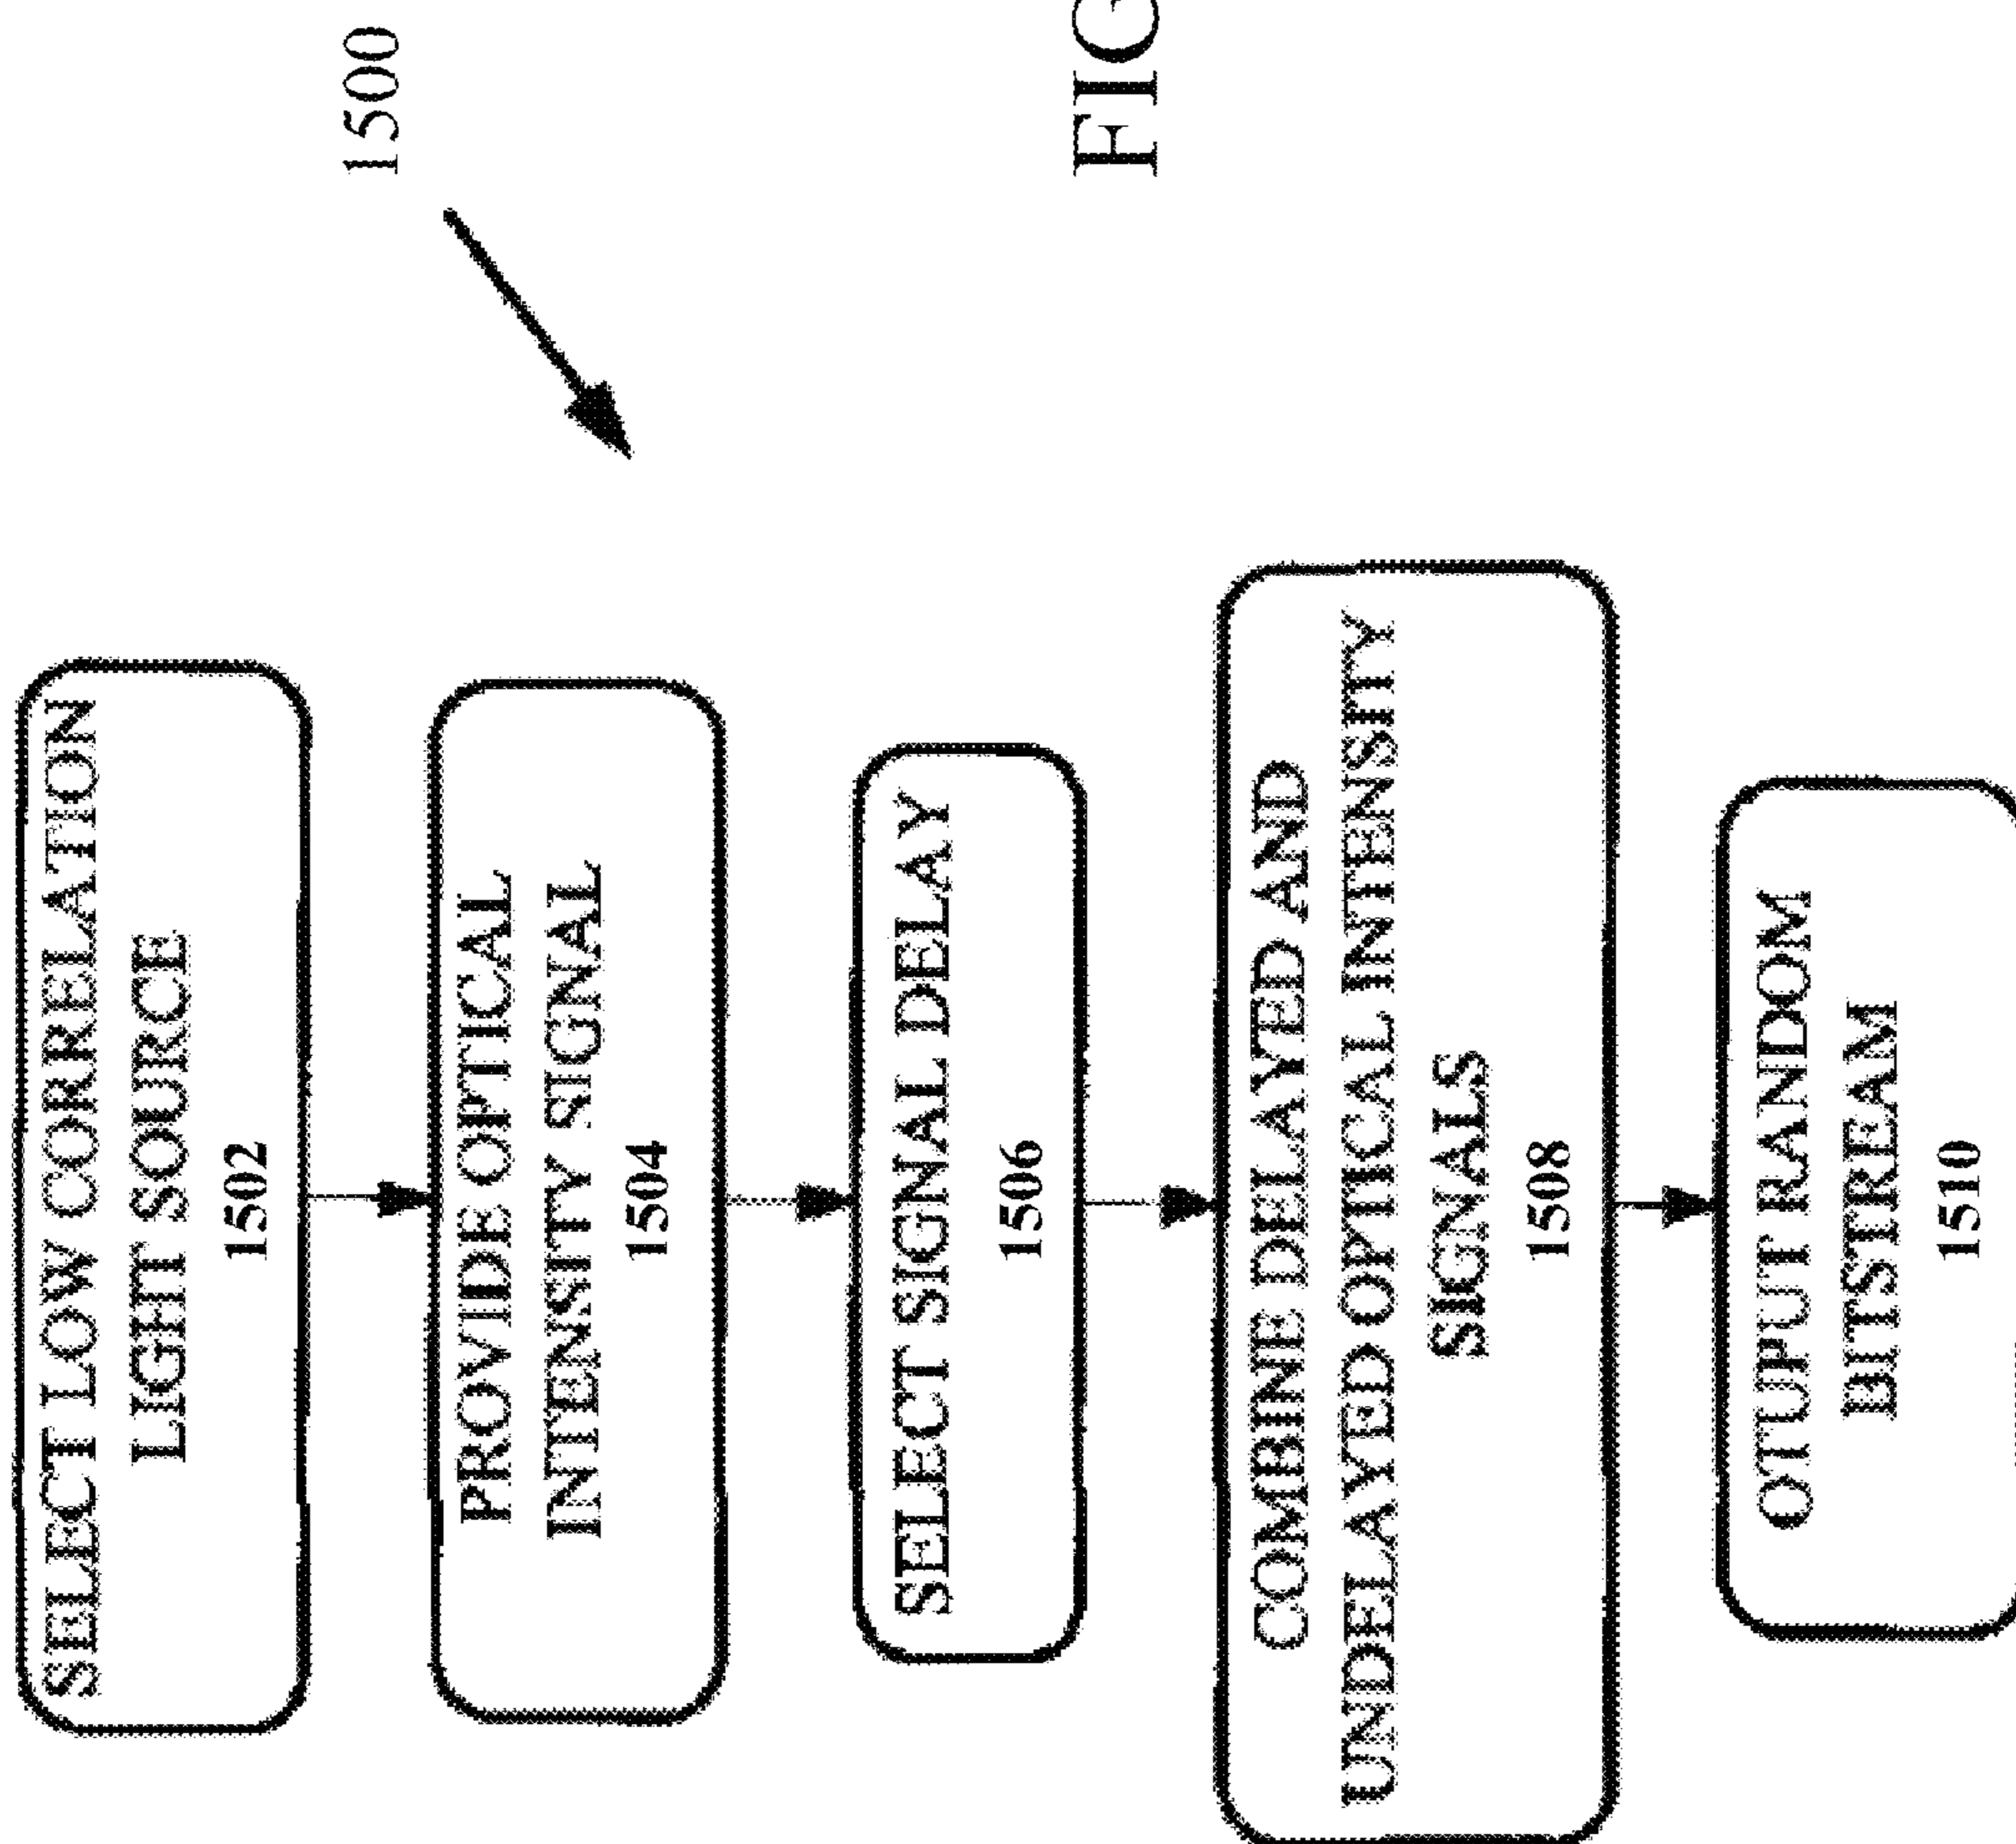 1500
SELECT LOW CORRELATION
LIGHT SOURCE
1502
PROVIDE OPTICAL
INTENSITY SIGNAL
1504
SELECT SIGNAL DELAY
1506
COMBINE DELAYED AND
UNDELAYED OPTICAL INTENSITY
SIGNALS
1508
OTUPUT RANDOM
BITSTREAM
1510
FIG